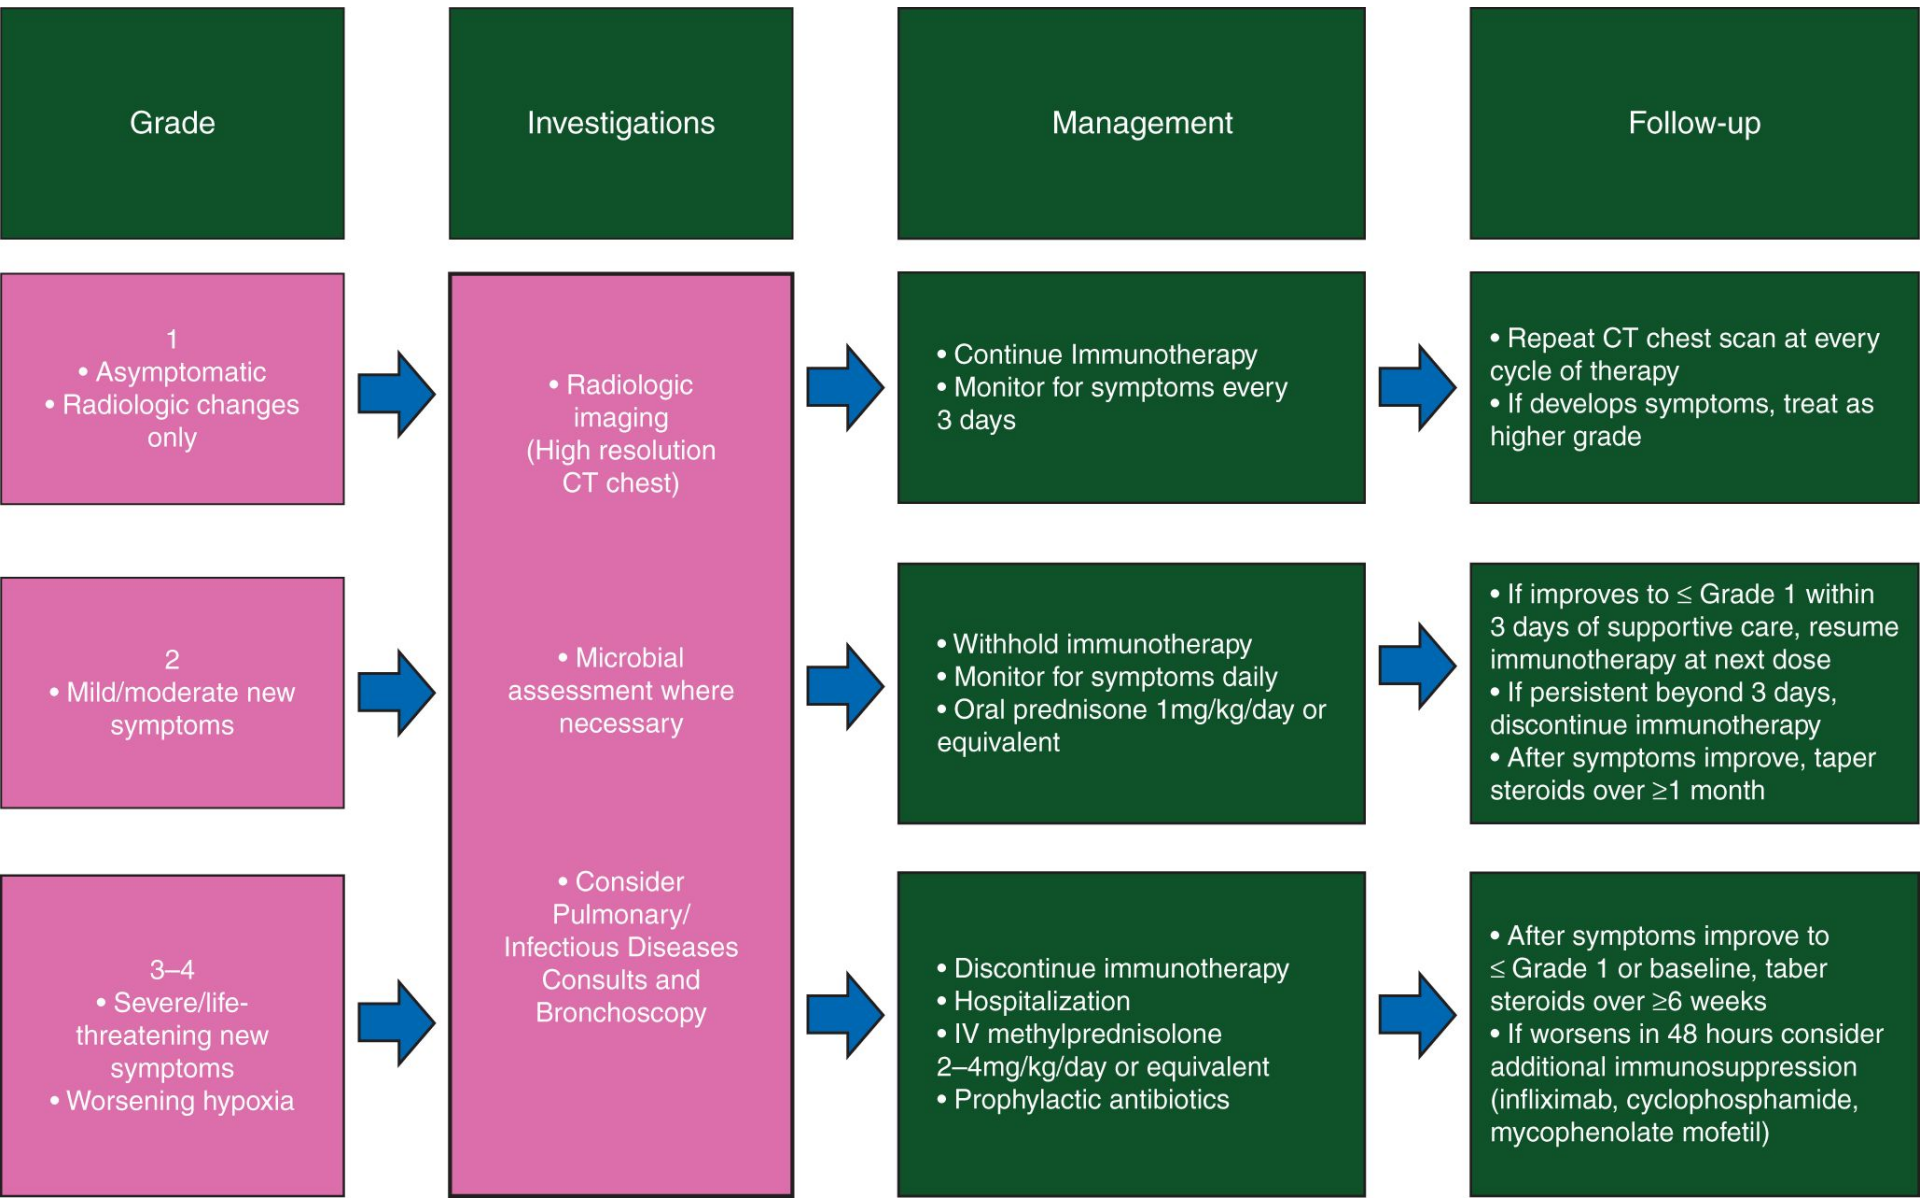 Grade
Investigations
Management
Follow-up
1
• Asymptomatic
• Radiologic changes
only
• Radiologic
imaging
(High resolution
CT chest)
• Continue Immunotherapy
• Monitor for symptoms every
3 days
• Repeat CT chest scan at every
cycle of therapy
• If develops symptoms, treat as
higher grade
2
• Mild/moderate new
symptoms
• Microbial
assessment where
necessary
• Withhold immunotherapy
• Monitor for symptoms daily
• Oral prednisone 1mg/kg/day or
equivalent
• If improves to ≤ Grade 1 within
3 days of supportive care, resume
immunotherapy at next dose
• If persistent beyond 3 days,
discontinue immunotherapy
• After symptoms improve, taper
steroids over ≥1 month
3–4
• Severe/life-
threatening new
symptoms
• Worsening hypoxia
• Consider
Pulmonary/
Infectious Diseases
Consults and
Bronchoscopy
• Discontinue immunotherapy
• Hospitalization
• IV methylprednisolone
2–4mg/kg/day or equivalent
• Prophylactic antibiotics
• After symptoms improve to
≤ Grade 1 or baseline, taber
steroids over ≥6 weeks
• If worsens in 48 hours consider
additional immunosuppression
(infliximab, cyclophosphamide,
mycophenolate mofetil)